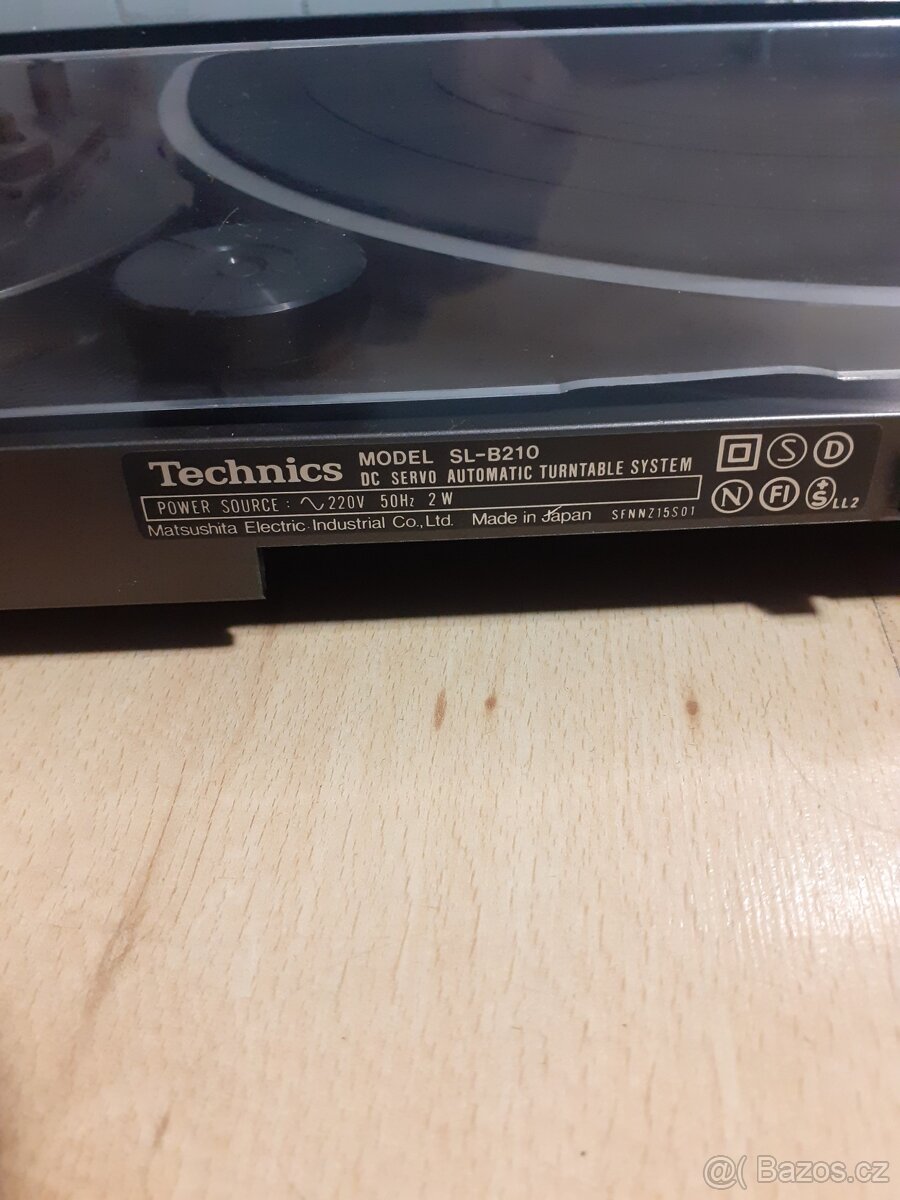 Technics MODEL SL-B210
DC SERVO AUTOMATIC TURNTABLE SYSTEM
POWER SOURCE : ∿ 220V 50Hz 2W
Matsushita Electric Industrial Co., Ltd. Made in Japan SFNNZ15S01
S D
N FI S LL2
@( Bazos.cz